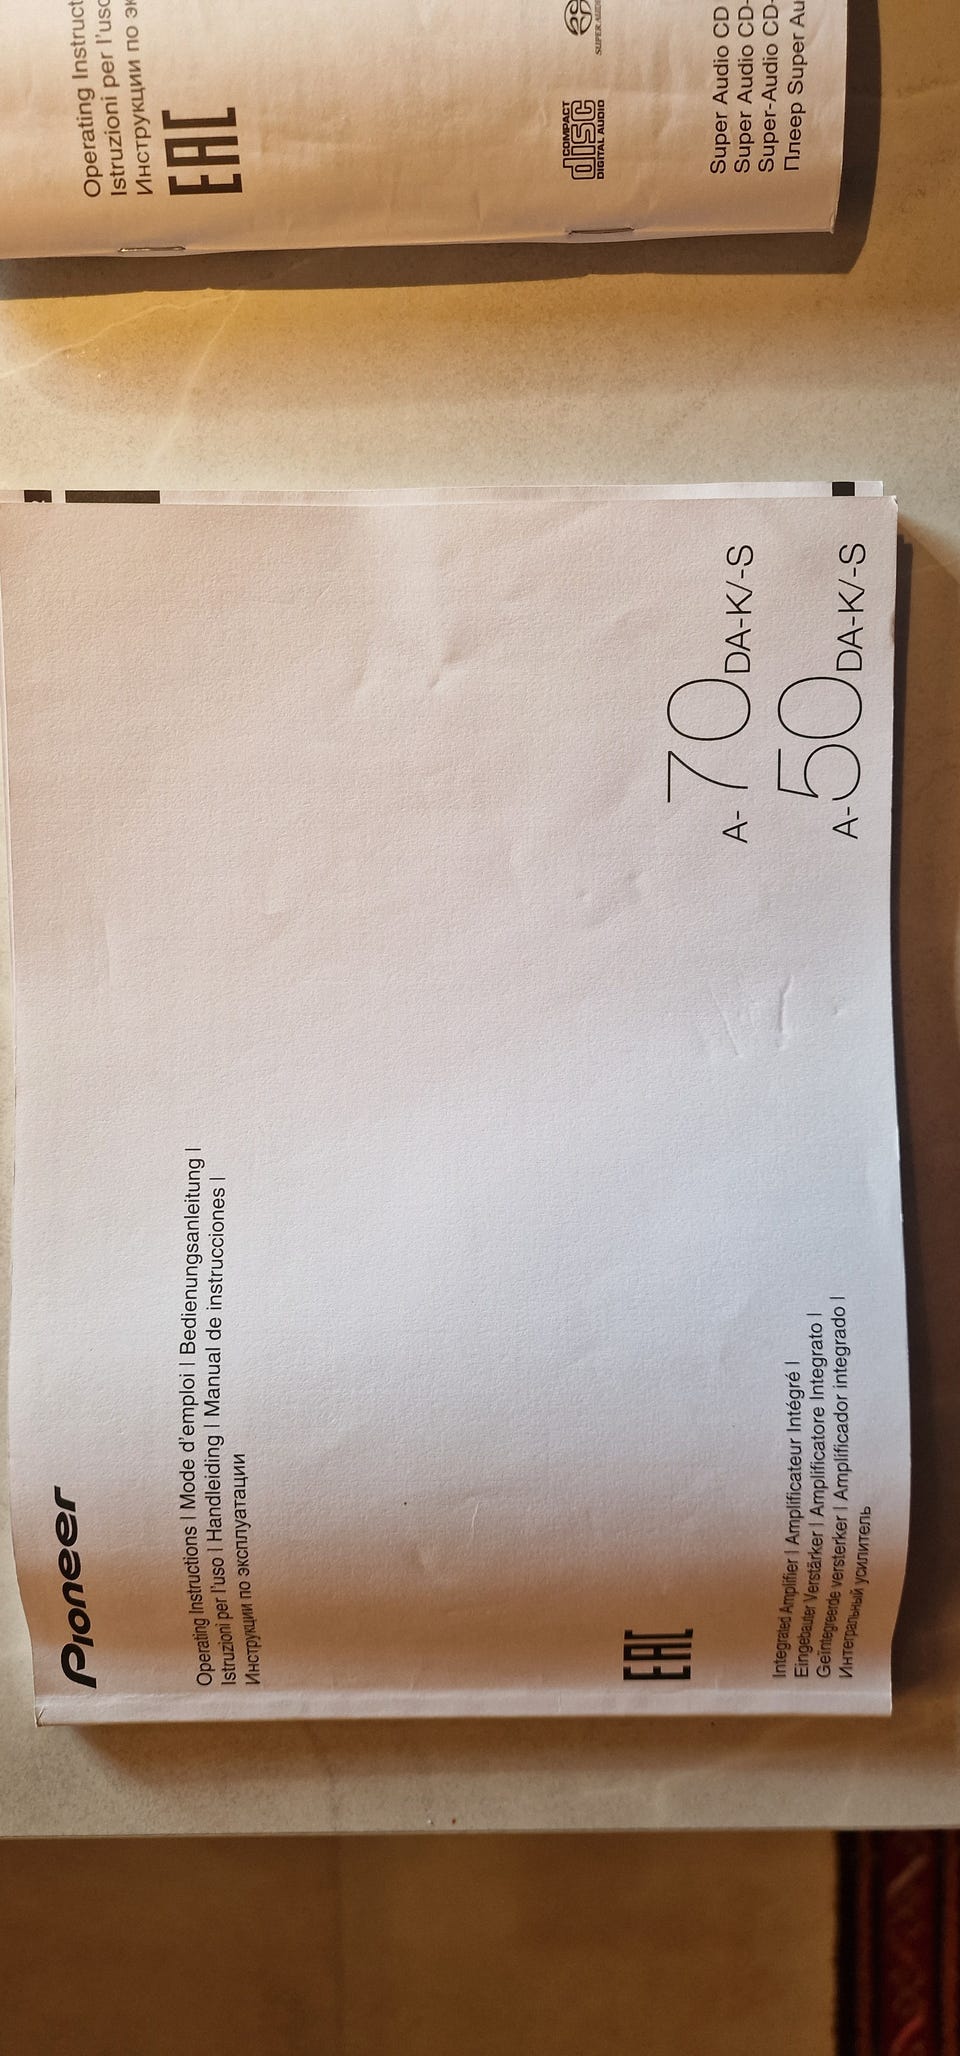 Pioneer
Operating Instructions | Mode d'emploi | Bedienungsanleitung |
Istruzioni per l'uso | Handleiding | Manual de instrucciones |
Инструкции по эксплуатации
EAC
Integrated Amplifier | Amplificateur Intégré |
Eingebauter Verstärker | Amplificatore Integrato |
Geïntegreerde versterker | Amplificador integrado |
Интегральный усилитель
A-70DA-K/-S
A-50DA-K/-S
Operating Instruct
Istruzioni per l'uso
Инструкции по эк
EAC
COMPACT
disc
DIGITAL AUDIO
SUPER AUDIO
Super Audio CD
Super Audio CD-
Super-Audio CD-
Плеер Super Au